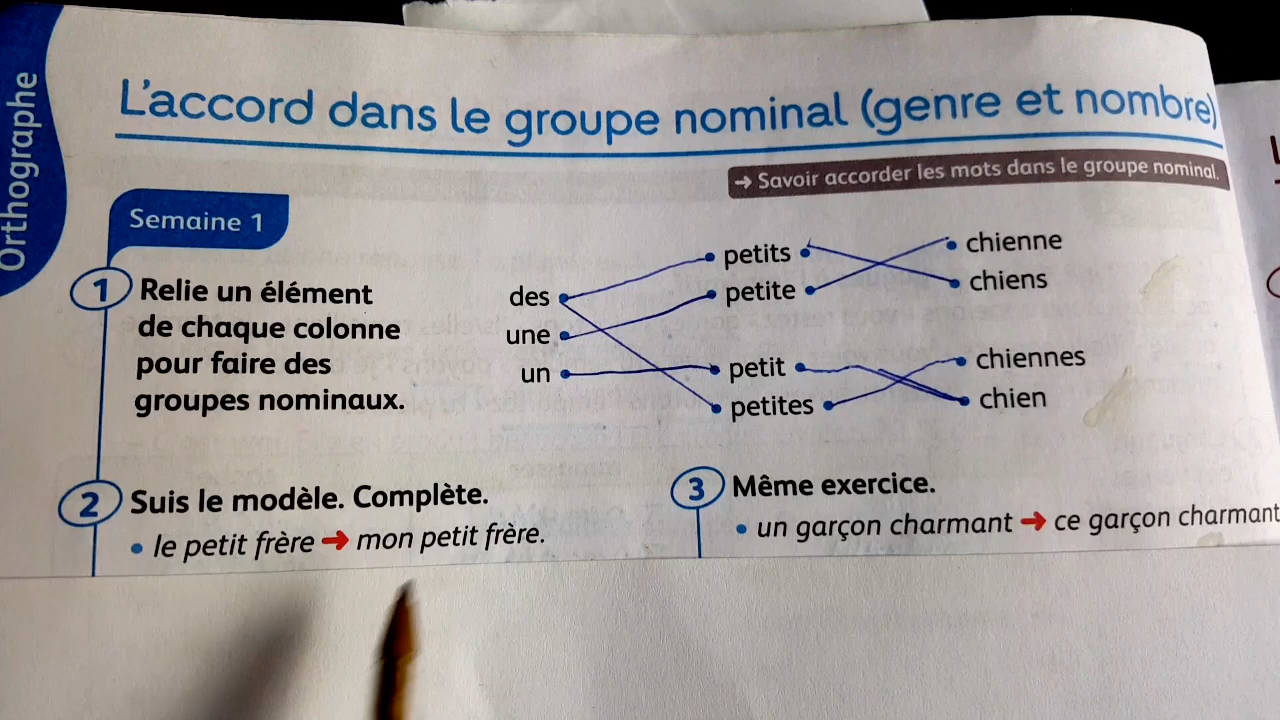 Orthographe
L'accord dans le groupe nominal (genre et nombre)
→ Savoir accorder les mots dans le groupe nominal.
Semaine 1
1 Relie un élément
de chaque colonne
pour faire des
groupes nominaux.
des
une
un
petits
petite
petit
petites
chienne
chiens
chiennes
chien
2 Suis le modèle. Complète.
• le petit frère → mon petit frère.
3 Même exercice.
• un garçon charmant → ce garçon charmant